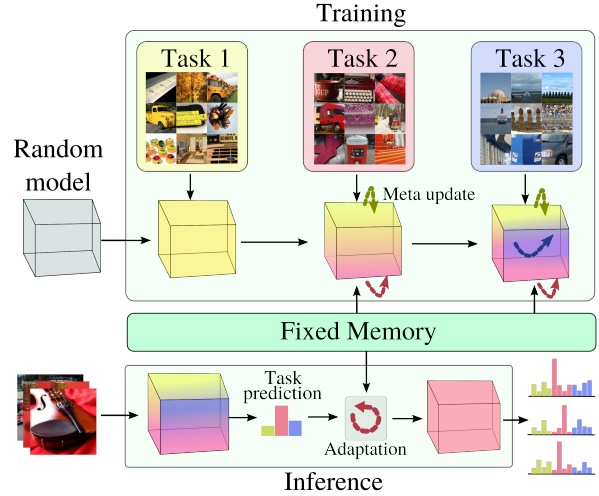 Training
Task 1
Task 2
Task 3
Random
model
Meta update
Fixed Memory
Task
prediction
Adaptation
Inference